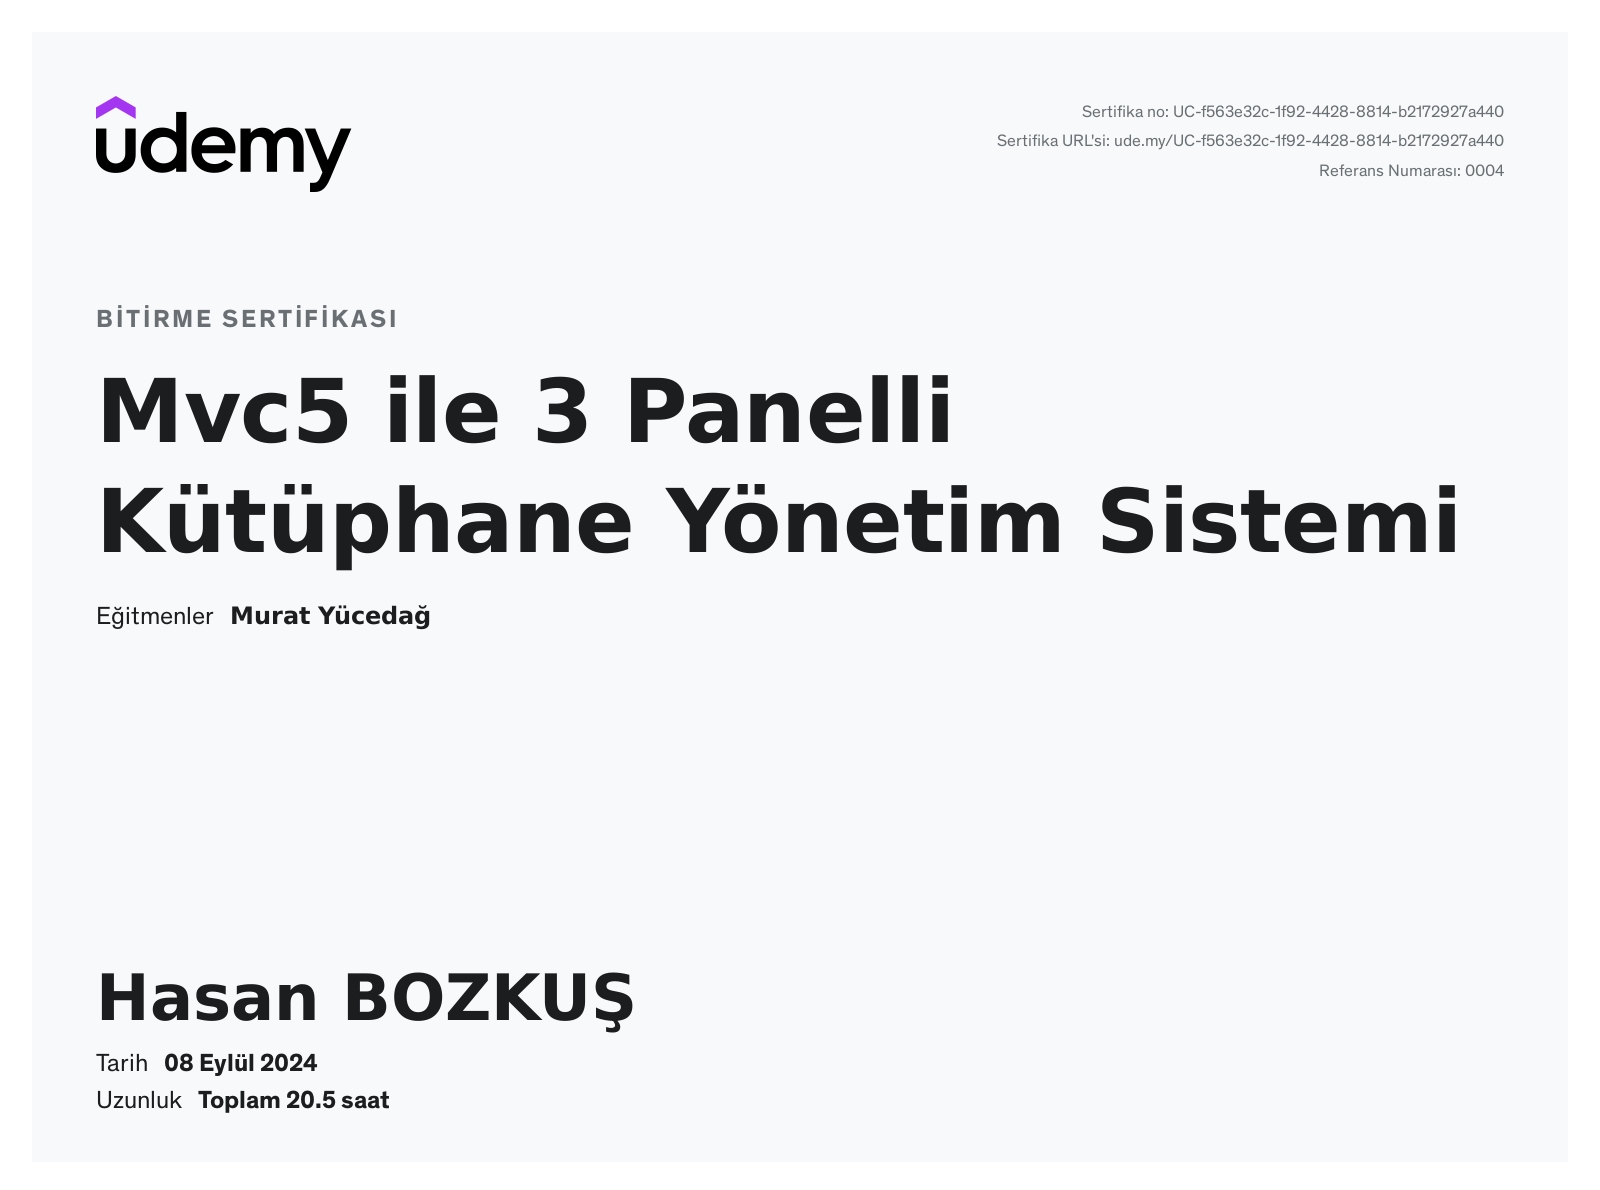 udemy
Sertifika no: UC-f563e32c-1f92-4428-8814-b2172927a440
Sertifika URL'si: ude.my/UC-f563e32c-1f92-4428-8814-b2172927a440
Referans Numarası: 0004
BİTİRME SERTİFİKASI
Mvc5 ile 3 Panelli
Kütüphane Yönetim Sistemi
Eğitmenler Murat Yücedağ
Hasan BOZKUŞ
Tarih 08 Eylül 2024
Uzunluk Toplam 20.5 saat